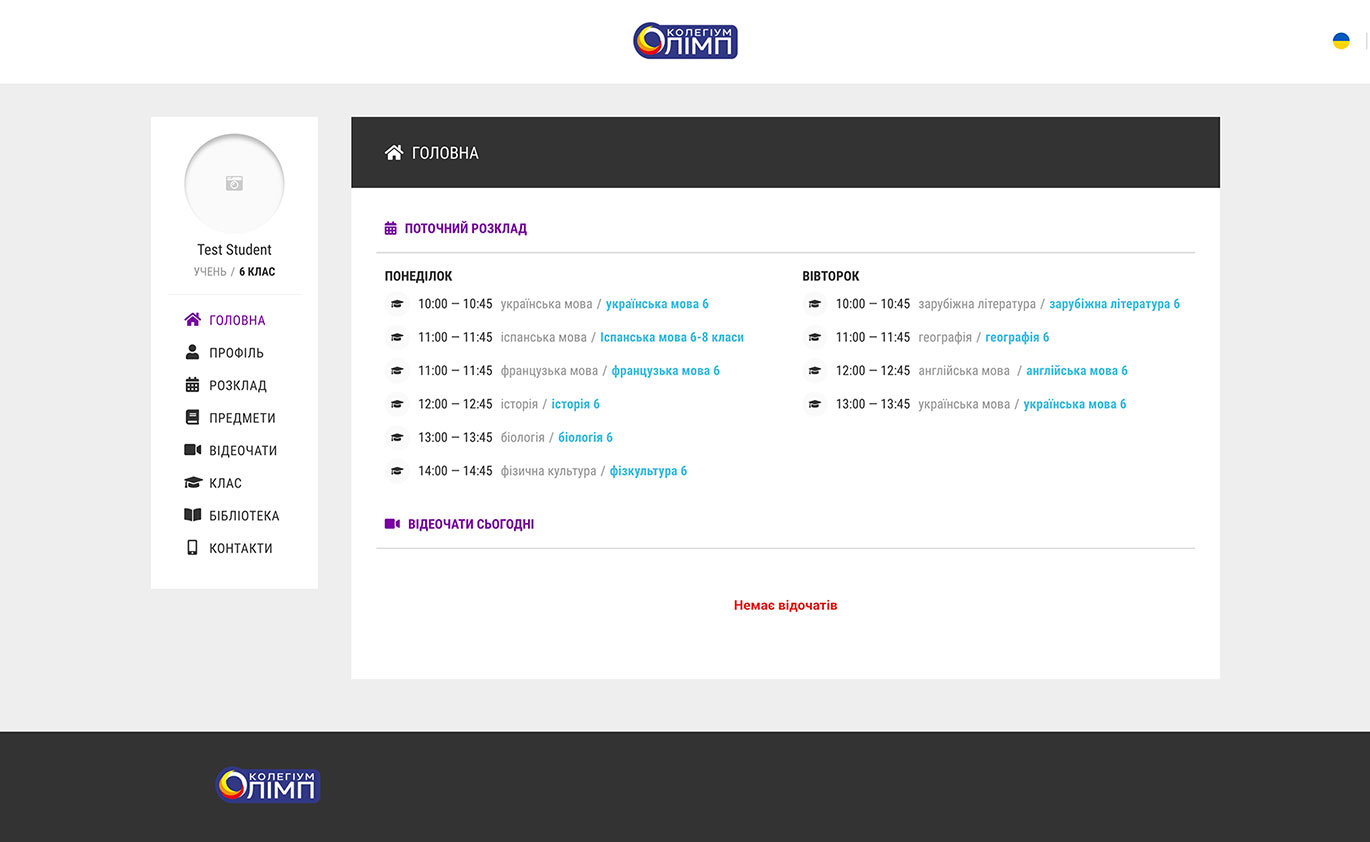 КОЛЕГІУМ
ОЛІМП
Test Student
УЧЕНЬ / 6 КЛАС
ГОЛОВНА
ПРОФІЛЬ
РОЗКЛАД
ПРЕДМЕТИ
ВІДЕОЧАТИ
КЛАС
БІБЛІОТЕКА
КОНТАКТИ
ГОЛОВНА
ПОТОЧНИЙ РОЗКЛАД
ПОНЕДІЛОК
10:00 — 10:45 українська мова / українська мова 6
11:00 — 11:45 іспанська мова / Іспанська мова 6-8 класи
11:00 — 11:45 французька мова / французька мова 6
12:00 — 12:45 історія / історія 6
13:00 — 13:45 біологія / біологія 6
14:00 — 14:45 фізична культура / фізкультура 6
ВІВТОРОК
10:00 — 10:45 зарубіжна література / зарубіжна література 6
11:00 — 11:45 географія / географія 6
12:00 — 12:45 англійська мова / англійська мова 6
13:00 — 13:45 українська мова / українська мова 6
ВІДЕОЧАТИ СЬОГОДНІ
Немає відочатів
КОЛЕГІУМ
ОЛІМП